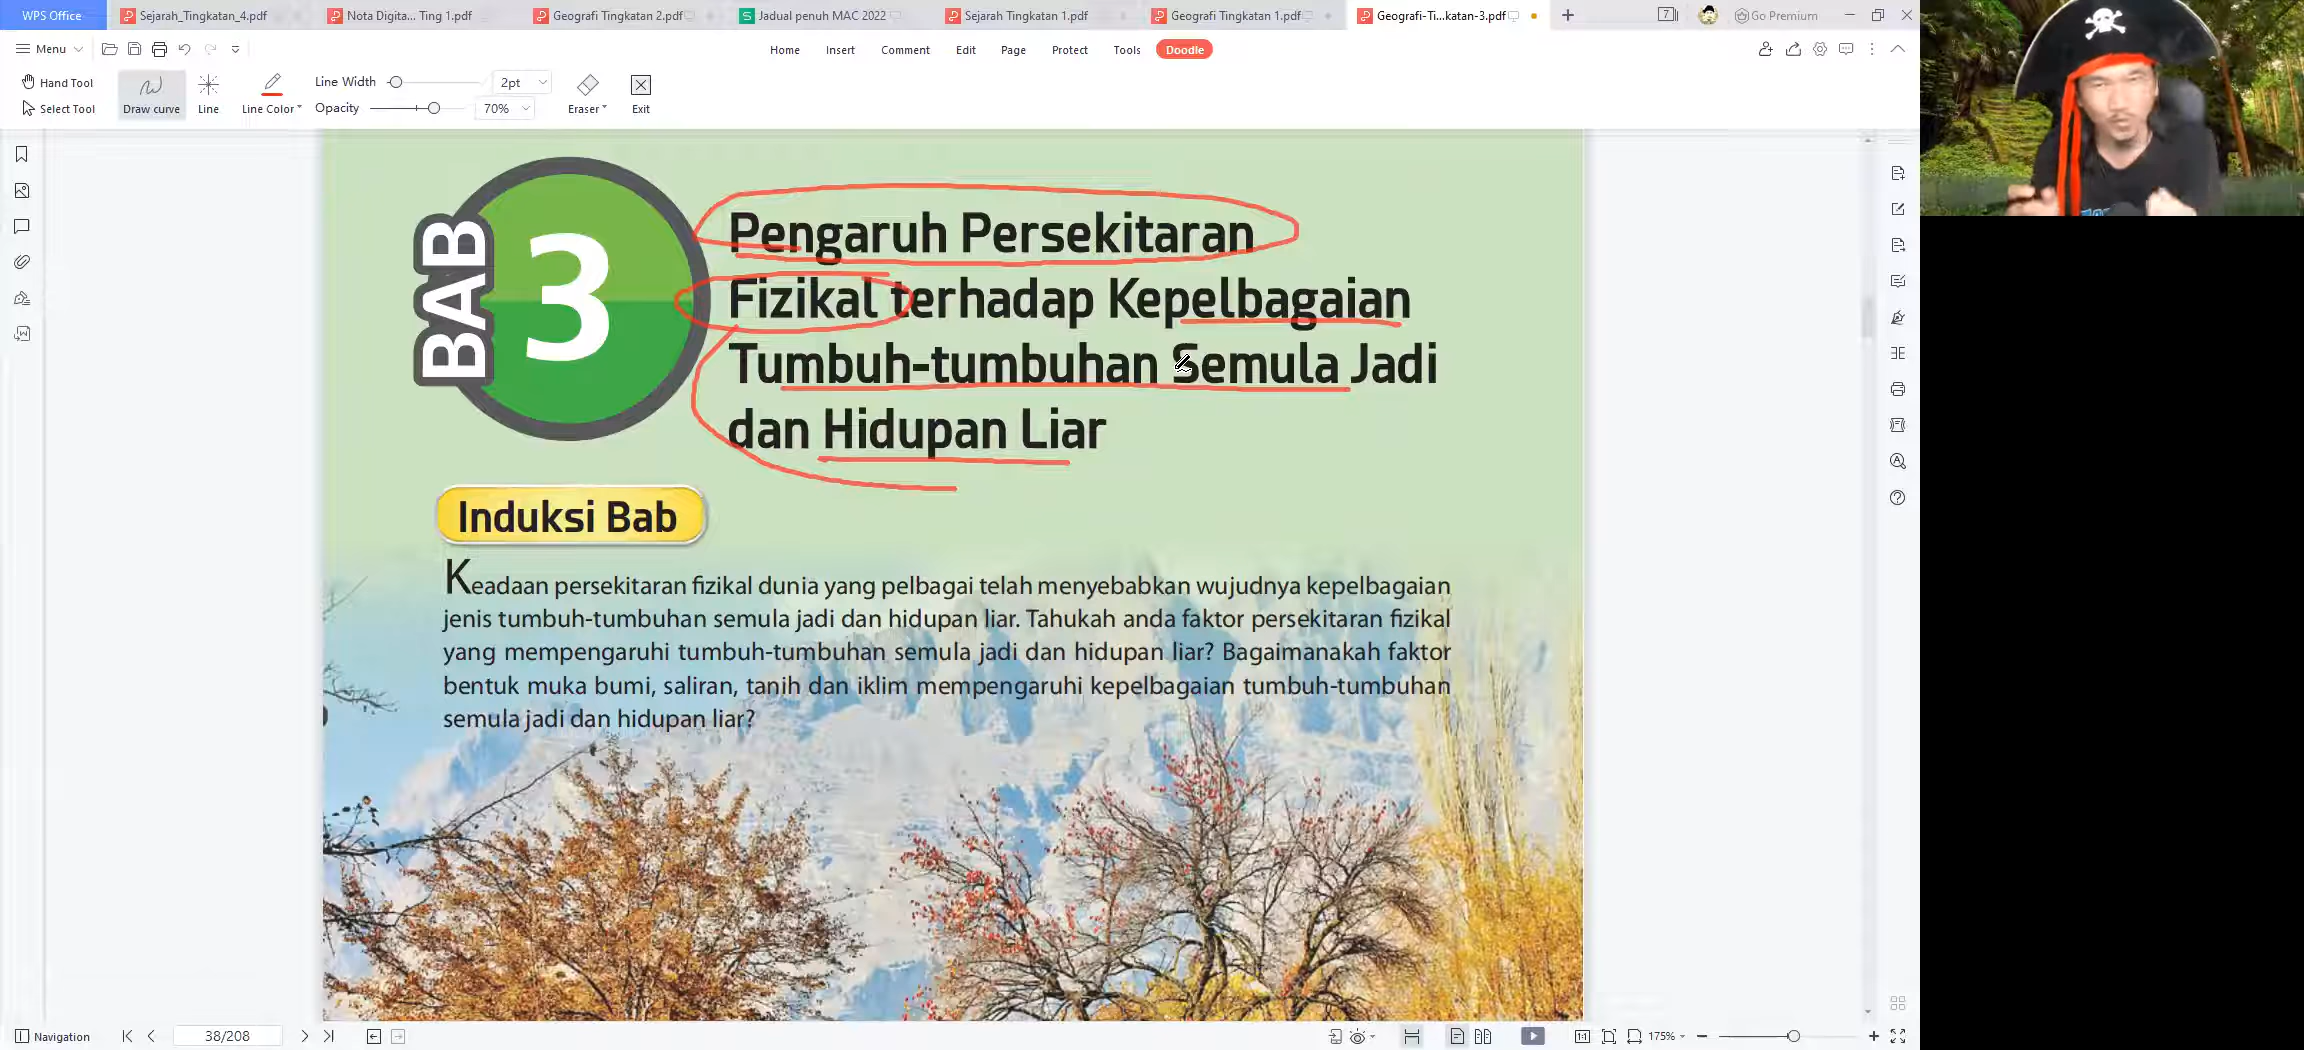 WPS Office
Sejarah_Tingkatan_4.pdf
Nota Digita... Ting 1.pdf
Geografi Tingkatan 2.pdf
Jadual penuh MAC 2022
Sejarah Tingkatan 1.pdf
Geografi Tingkatan 1.pdf
Geografi-Ti...katan-3.pdf
7
Go Premium
Menu
Home Insert Comment Edit Page Protect Tools Doodle
Hand Tool
Select Tool
Draw curve
Line
Line Color
Line Width 2pt
Opacity 70%
Eraser
Exit
BAB 3
Pengaruh Persekitaran
Fizikal terhadap Kepelbagaian
Tumbuh-tumbuhan Semula Jadi
dan Hidupan Liar
Induksi Bab
Keadaan persekitaran fizikal dunia yang pelbagai telah menyebabkan wujudnya kepelbagaian
jenis tumbuh-tumbuhan semula jadi dan hidupan liar. Tahukah anda faktor persekitaran fizikal
yang mempengaruhi tumbuh-tumbuhan semula jadi dan hidupan liar? Bagaimanakah faktor
bentuk muka bumi, saliran, tanih dan iklim mempengaruhi kepelbagaian tumbuh-tumbuhan
semula jadi dan hidupan liar?
Navigation
38/208
175%